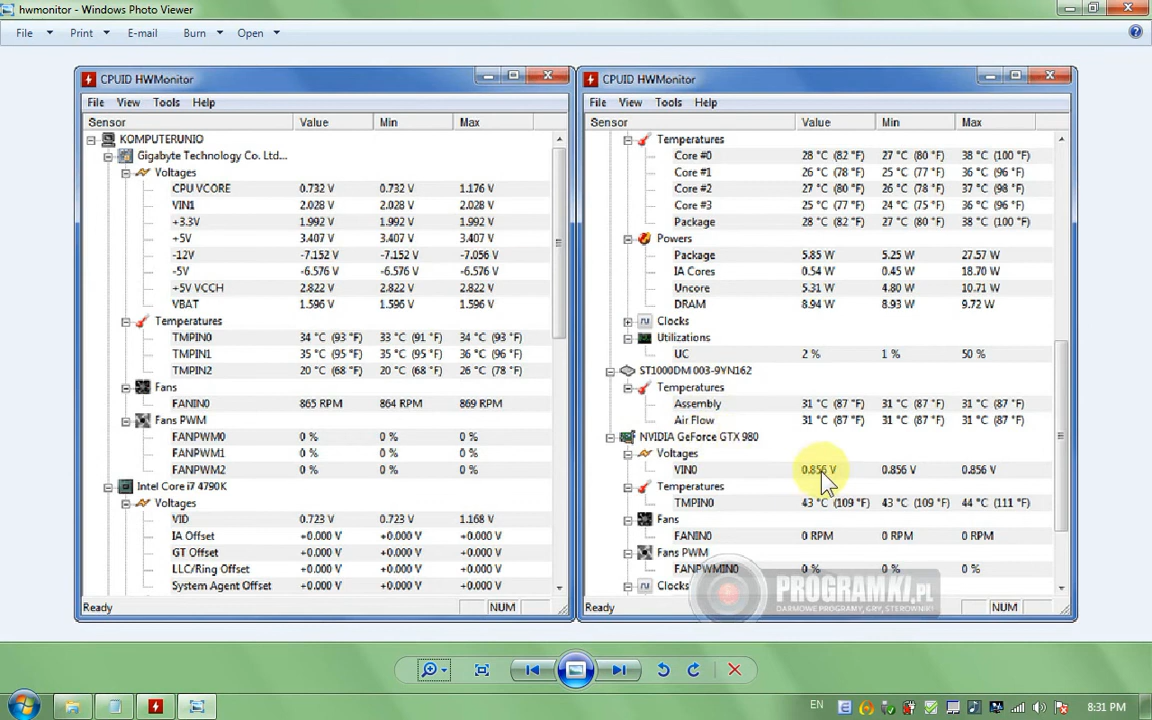 hwmonitor - Windows Photo Viewer
File Print E-mail Burn Open
CPUID HWMonitor
File View Tools Help
Sensor Value Min Max
KOMPUTERUNIO
Gigabyte Technology Co. Ltd...
Voltages
CPU VCORE 0.732 V 0.732 V 1.176 V
VIN1 2.028 V 2.028 V 2.028 V
+3.3V 1.992 V 1.992 V 1.992 V
+5V 3.407 V 3.407 V 3.407 V
-12V -7.152 V -7.152 V -7.056 V
-5V -6.576 V -6.576 V -6.576 V
+5V VCCH 2.822 V 2.822 V 2.822 V
VBAT 1.596 V 1.596 V 1.596 V
Temperatures
TMPIN0 34 °C (93 °F) 33 °C (91 °F) 34 °C (93 °F)
TMPIN1 35 °C (95 °F) 35 °C (95 °F) 36 °C (96 °F)
TMPIN2 20 °C (68 °F) 20 °C (68 °F) 26 °C (78 °F)
Fans
FANIN0 865 RPM 864 RPM 869 RPM
Fans PWM
FANPWM0 0 % 0 % 0 %
FANPWM1 0 % 0 % 0 %
FANPWM2 0 % 0 % 0 %
Intel Core i7 4790K
Voltages
VID 0.723 V 0.723 V 1.168 V
IA Offset +0.000 V +0.000 V +0.000 V
GT Offset +0.000 V +0.000 V +0.000 V
LLC/Ring Offset +0.000 V +0.000 V +0.000 V
System Agent Offset +0.000 V +0.000 V +0.000 V
Ready NUM
CPUID HWMonitor
File View Tools Help
Sensor Value Min Max
Temperatures
Core #0 28 °C (82 °F) 27 °C (80 °F) 38 °C (100 °F)
Core #1 26 °C (78 °F) 25 °C (77 °F) 36 °C (96 °F)
Core #2 27 °C (80 °F) 26 °C (78 °F) 37 °C (98 °F)
Core #3 25 °C (77 °F) 24 °C (75 °F) 36 °C (96 °F)
Package 28 °C (82 °F) 27 °C (80 °F) 38 °C (100 °F)
Powers
Package 5.85 W 5.25 W 27.57 W
IA Cores 0.54 W 0.45 W 18.70 W
Uncore 5.31 W 4.80 W 10.71 W
DRAM 8.94 W 8.93 W 9.72 W
Clocks
Utilizations
UC 2 % 1 % 50 %
ST1000DM 003-9YN162
Temperatures
Assembly 31 °C (87 °F) 31 °C (87 °F) 31 °C (87 °F)
Air Flow 31 °C (87 °F) 31 °C (87 °F) 31 °C (87 °F)
NVIDIA GeForce GTX 980
Voltages
VIN0 0.856 V 0.856 V 0.856 V
Temperatures
TMPIN0 43 °C (109 °F) 43 °C (109 °F) 44 °C (111 °F)
Fans
FANIN0 0 RPM 0 RPM 0 RPM
Fans PWM
FANPWMIN0 0 % 0 % 0 %
Clocks
PROGRAMKI.PL
DARMOWE PROGRAMY, GRY, STEROWNIKI
Ready NUM
EN 8:31 PM